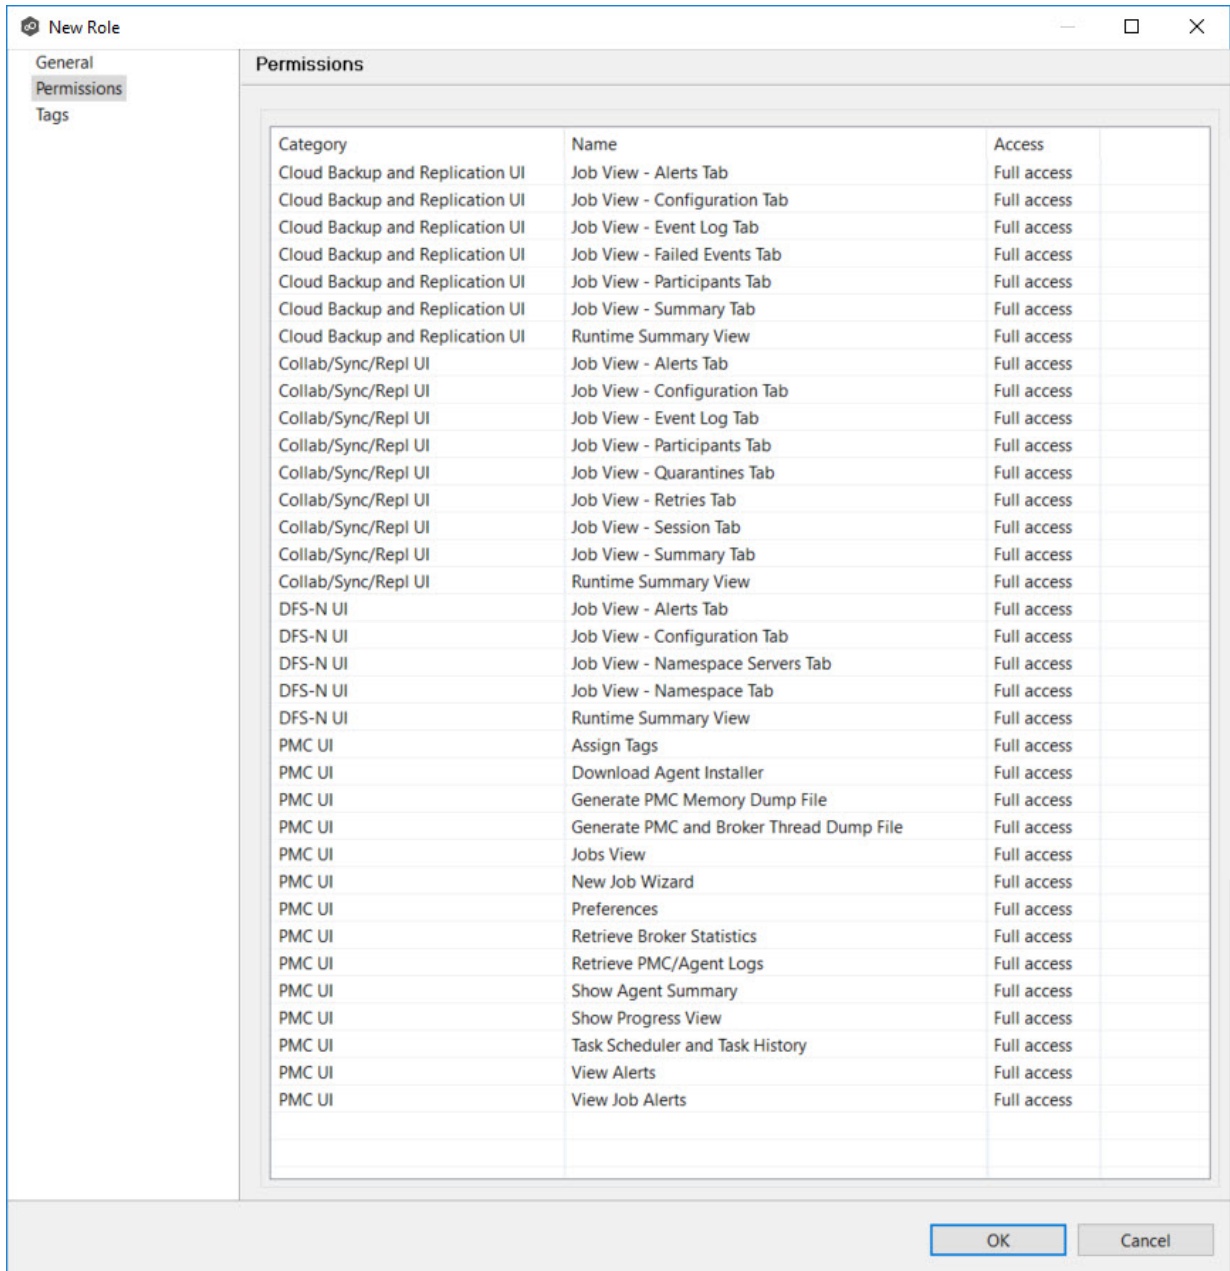 New Role
General
Permissions
Tags
Permissions
Category Name Access
Cloud Backup and Replication UI Job View - Alerts Tab Full access
Cloud Backup and Replication UI Job View - Configuration Tab Full access
Cloud Backup and Replication UI Job View - Event Log Tab Full access
Cloud Backup and Replication UI Job View - Failed Events Tab Full access
Cloud Backup and Replication UI Job View - Participants Tab Full access
Cloud Backup and Replication UI Job View - Summary Tab Full access
Cloud Backup and Replication UI Runtime Summary View Full access
Collab/Sync/Repl UI Job View - Alerts Tab Full access
Collab/Sync/Repl UI Job View - Configuration Tab Full access
Collab/Sync/Repl UI Job View - Event Log Tab Full access
Collab/Sync/Repl UI Job View - Participants Tab Full access
Collab/Sync/Repl UI Job View - Quarantines Tab Full access
Collab/Sync/Repl UI Job View - Retries Tab Full access
Collab/Sync/Repl UI Job View - Session Tab Full access
Collab/Sync/Repl UI Job View - Summary Tab Full access
Collab/Sync/Repl UI Runtime Summary View Full access
DFS-N UI Job View - Alerts Tab Full access
DFS-N UI Job View - Configuration Tab Full access
DFS-N UI Job View - Namespace Servers Tab Full access
DFS-N UI Job View - Namespace Tab Full access
DFS-N UI Runtime Summary View Full access
PMC UI Assign Tags Full access
PMC UI Download Agent Installer Full access
PMC UI Generate PMC Memory Dump File Full access
PMC UI Generate PMC and Broker Thread Dump File Full access
PMC UI Jobs View Full access
PMC UI New Job Wizard Full access
PMC UI Preferences Full access
PMC UI Retrieve Broker Statistics Full access
PMC UI Retrieve PMC/Agent Logs Full access
PMC UI Show Agent Summary Full access
PMC UI Show Progress View Full access
PMC UI Task Scheduler and Task History Full access
PMC UI View Alerts Full access
PMC UI View Job Alerts Full access
OK Cancel